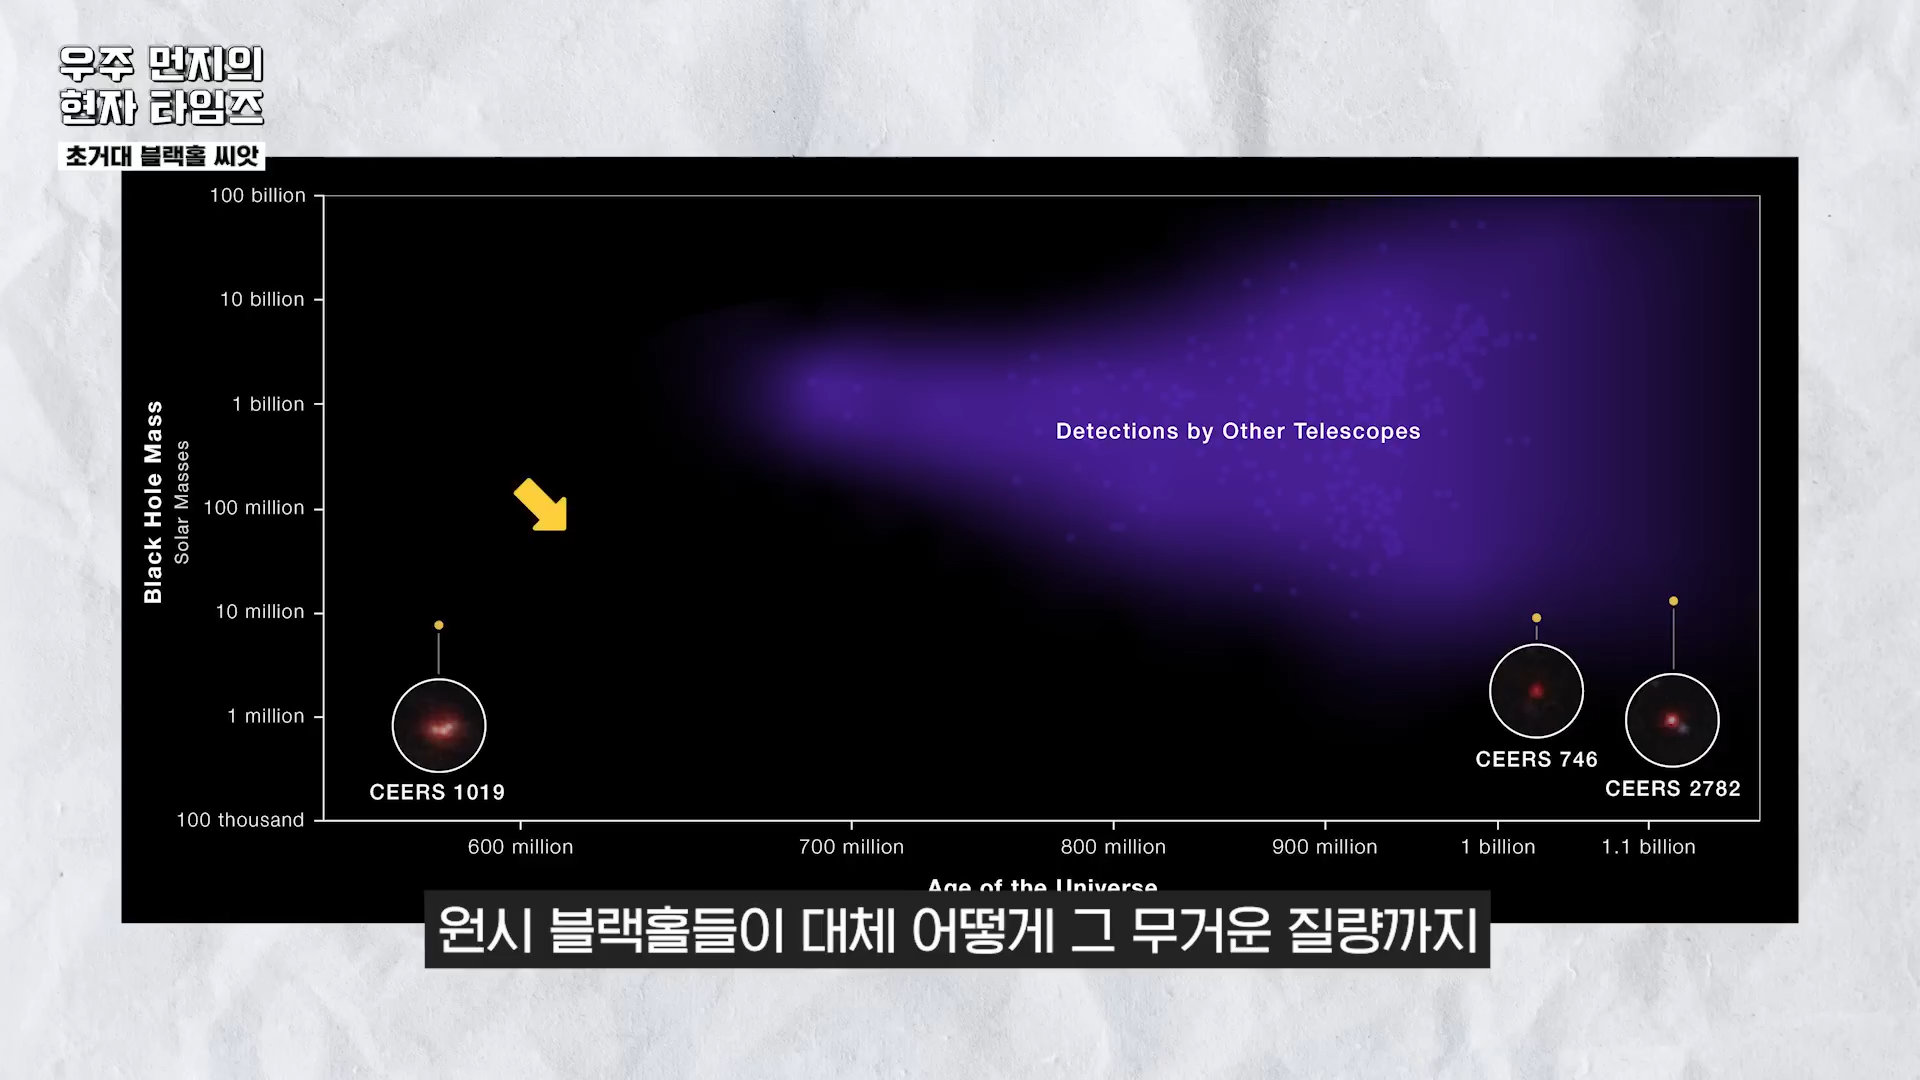 우주 먼지의
현자 타임즈
초거대 블랙홀 씨앗
100 billion
10 billion
1 billion
100 million
10 million
1 million
100 thousand
Black Hole Mass
Solar Masses
Detections by Other Telescopes
CEERS 1019
CEERS 746
CEERS 2782
600 million
700 million
800 million
900 million
1 billion
1.1 billion
Age of the Universe
원시 블랙홀들이 대체 어떻게 그 무거운 질량까지